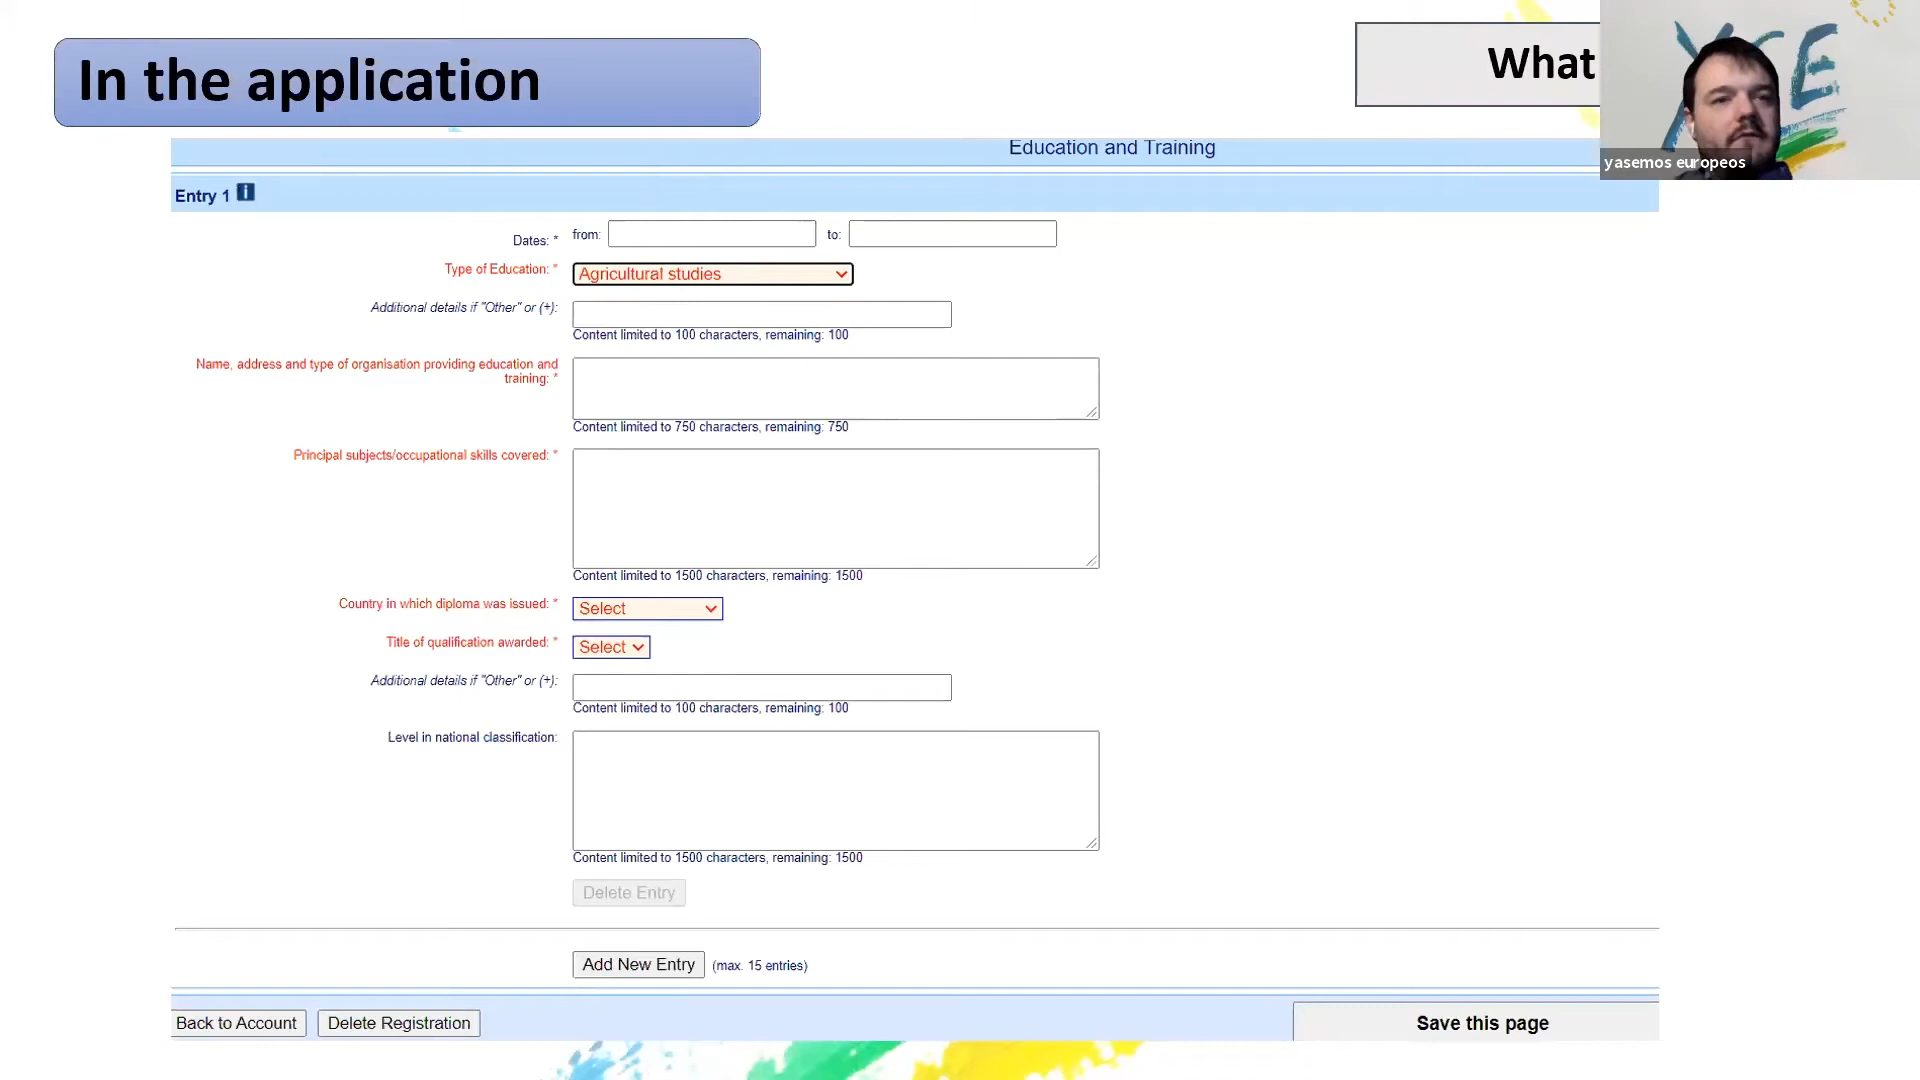 In the application
What
YCE
yasemos europeos
Education and Training
Entry 1 i
Dates: * from: to:
Type of Education: * Agricultural studies
Additional details if "Other" or (+):
Content limited to 100 characters, remaining: 100
Name, address and type of organisation providing education and
training: *
Content limited to 750 characters, remaining: 750
Principal subjects/occupational skills covered: *
Content limited to 1500 characters, remaining: 1500
Country in which diploma was issued: * Select
Title of qualification awarded: * Select
Additional details if "Other" or (+):
Content limited to 100 characters, remaining: 100
Level in national classification:
Content limited to 1500 characters, remaining: 1500
Delete Entry
Add New Entry (max. 15 entries)
Back to Account Delete Registration Save this page